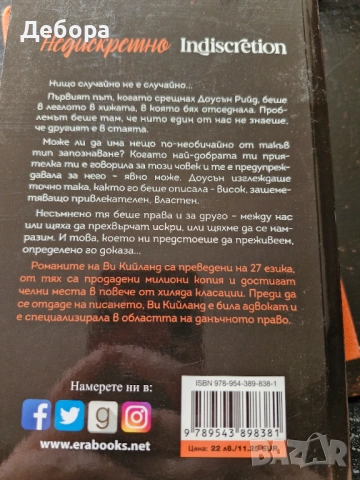 Дебора
Недискретно Indiscretion
Нищо случайно не е случайно...
Първият път, когато срещнах Доусън Рийд, беше
в леглото в хижата, в която бях отседнала. Проб-
лемът беше там, че нито един от нас не знаеше,
че другият е в стаята.
Може ли да има нещо по-необичайно от такъв
тип запознаване? Когато най-добрата ти при-
ятелка ти е говорила за този човек и те е предупреж-
давала за него - явно може. Доусън изглеждаше
точно така, както го беше описала - висок, зашеме-
тяващо привлекателен, властен.
Несъмнено тя беше права и за друго - между нас
или щяха да прехвърчат искри, или щяхме да се нам-
разим. И това, което ни предстоеше да преживеем,
определено го доказа...
Романите на Ви Кийланд са преведени на 27 езика,
от тях са продадени милиони копия и достигат
челни места в повече от хиляда класации. Преди да
се отдаде на писането, Ви Кийланд е била адвокат и
е специализирала в областта на данъчното право.
Намерете ни в:
www.erabooks.net
ISBN 978-954-389-838-1
9 789543 898381
Цена: 22 лв./11.25 EUR
BAZAR